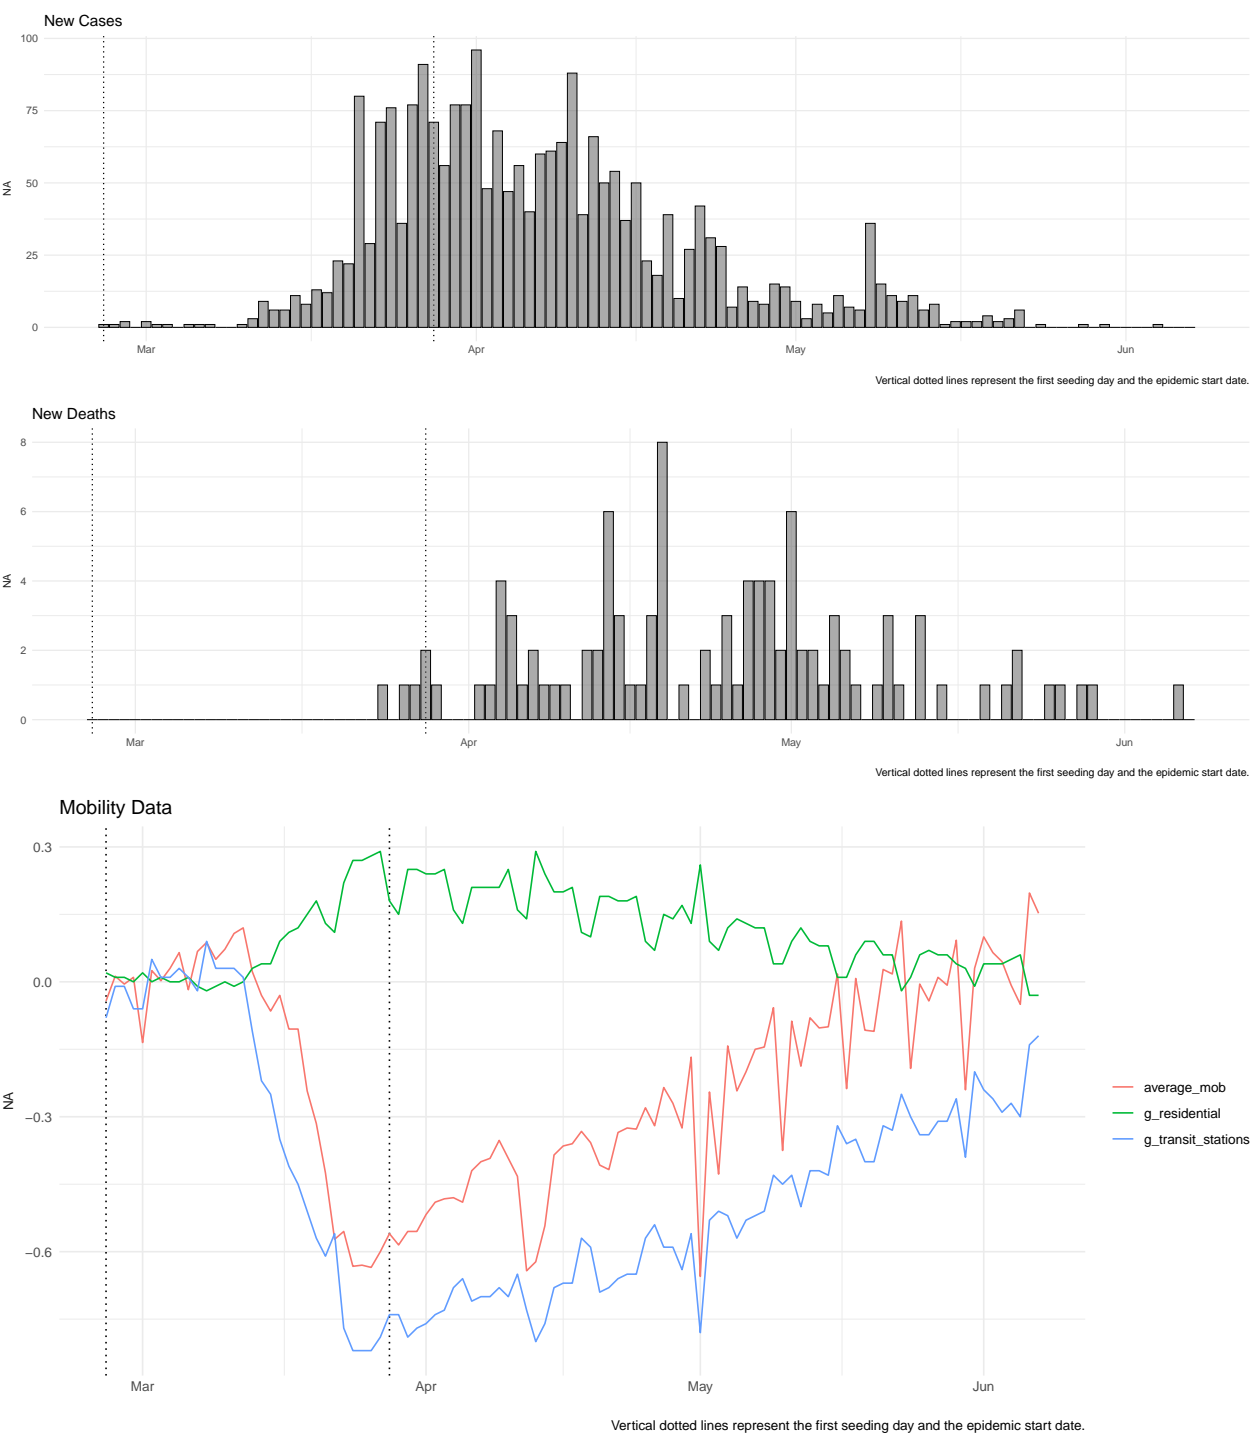 New Cases
100
75
50
25
0
NA
Mar Apr May Jun
Vertical dotted lines represent the first seeding day and the epidemic start date.
New Deaths
8
6
4
2
0
NA
Mar Apr May Jun
Vertical dotted lines represent the first seeding day and the epidemic start date.
Mobility Data
0.3
0.0
−0.3
−0.6
NA
average_mob
g_residential
g_transit_stations
Mar Apr May Jun
Vertical dotted lines represent the first seeding day and the epidemic start date.